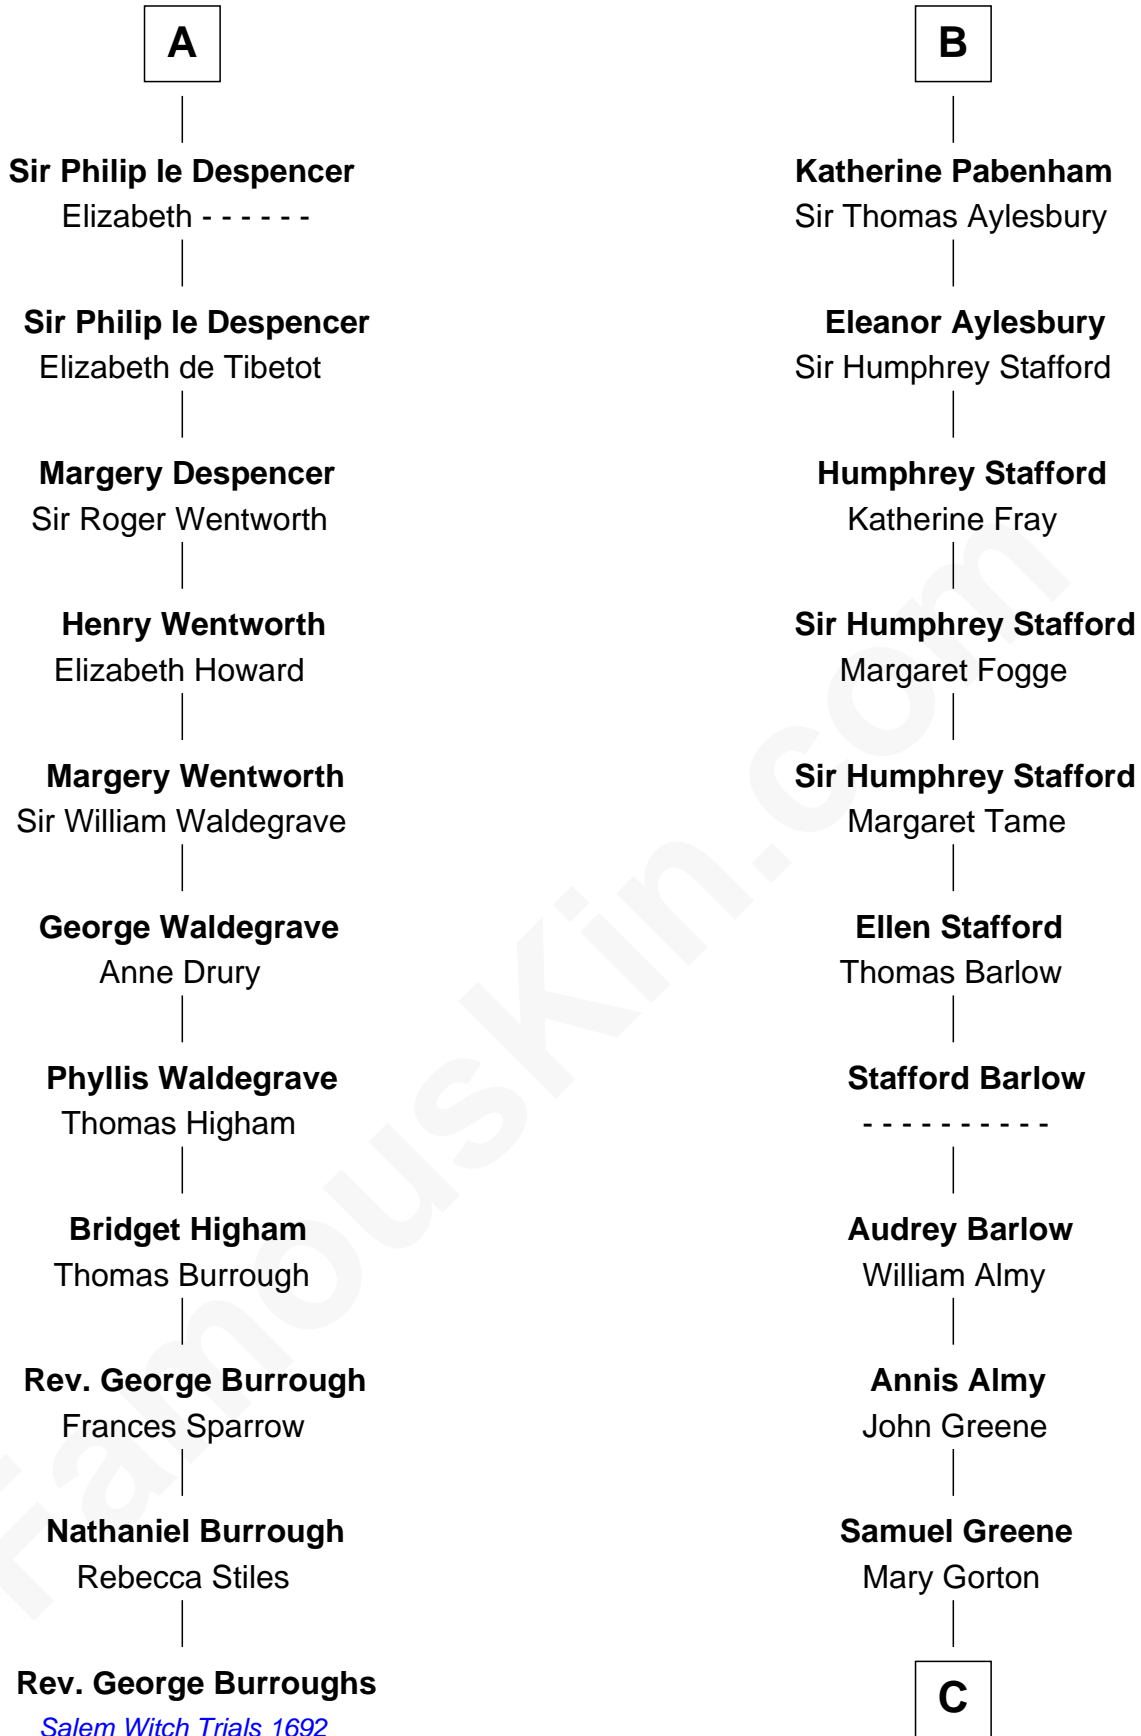 A
Sir Philip le Despencer
Elizabeth - - - - - -
Sir Philip le Despencer
Elizabeth de Tibetot
Margery Despencer
Sir Roger Wentworth
Henry Wentworth
Elizabeth Howard
Margery Wentworth
Sir William Waldegrave
George Waldegrave
Anne Drury
Phyllis Waldegrave
Thomas Higham
Bridget Higham
Thomas Burrough
Rev. George Burrough
Frances Sparrow
Nathaniel Burrough
Rebecca Stiles
Rev. George Burroughs
Salem Witch Trials 1692
B
Katherine Pabenham
Sir Thomas Aylesbury
Eleanor Aylesbury
Sir Humphrey Stafford
Humphrey Stafford
Katherine Fray
Sir Humphrey Stafford
Margaret Fogge
Sir Humphrey Stafford
Margaret Tame
Ellen Stafford
Thomas Barlow
Stafford Barlow
- - - - - - - - - -
Audrey Barlow
William Almy
Annis Almy
John Greene
Samuel Greene
Mary Gorton
C
FamousKin.com